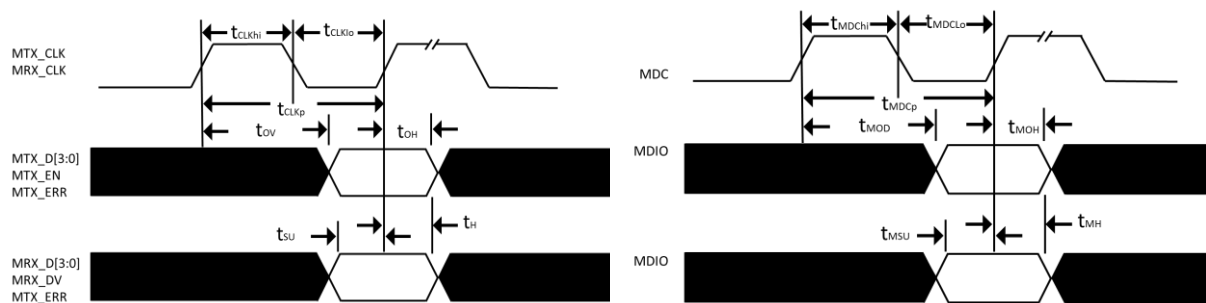 tCLKhi tCLKlo
MTX_CLK
MRX_CLK
tCLKp
tOV tOH
MTX_D[3:0]
MTX_EN
MTX_ERR
tSU tH
MRX_D[3:0]
MRX_DV
MTX_ERR
tMDChi tMDCLo
MDC
tMDCp
tMOD tMOH
MDIO
tMSU tMH
MDIO